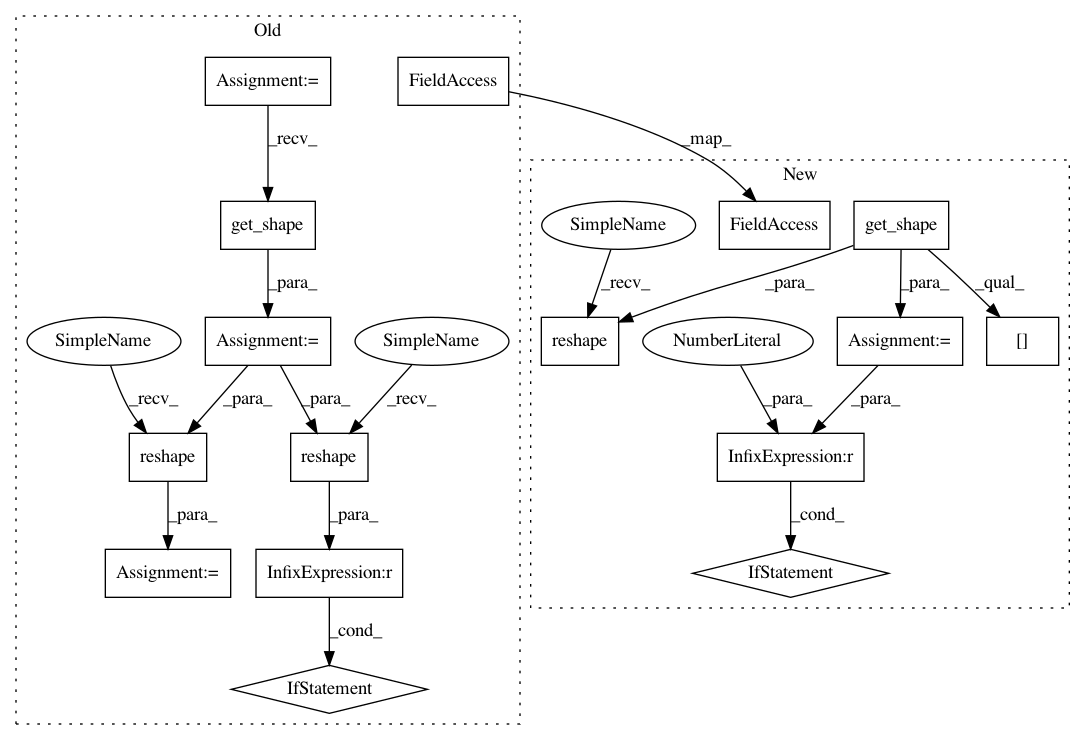 Old
Assignment:=
FieldAccess
_recv_
_map_
New
get_shape
SimpleName
FieldAccess
get_shape
_para_
_recv_
_para_
_para_
_qual_
SimpleName
Assignment:=
SimpleName
reshape
NumberLiteral
Assignment:=
[]
_recv_
_para_
_para_
_recv_
_para_
_para_
reshape
reshape
InfixExpression:r
_para_
_para_
_cond_
Assignment:=
InfixExpression:r
IfStatement
_cond_
IfStatement